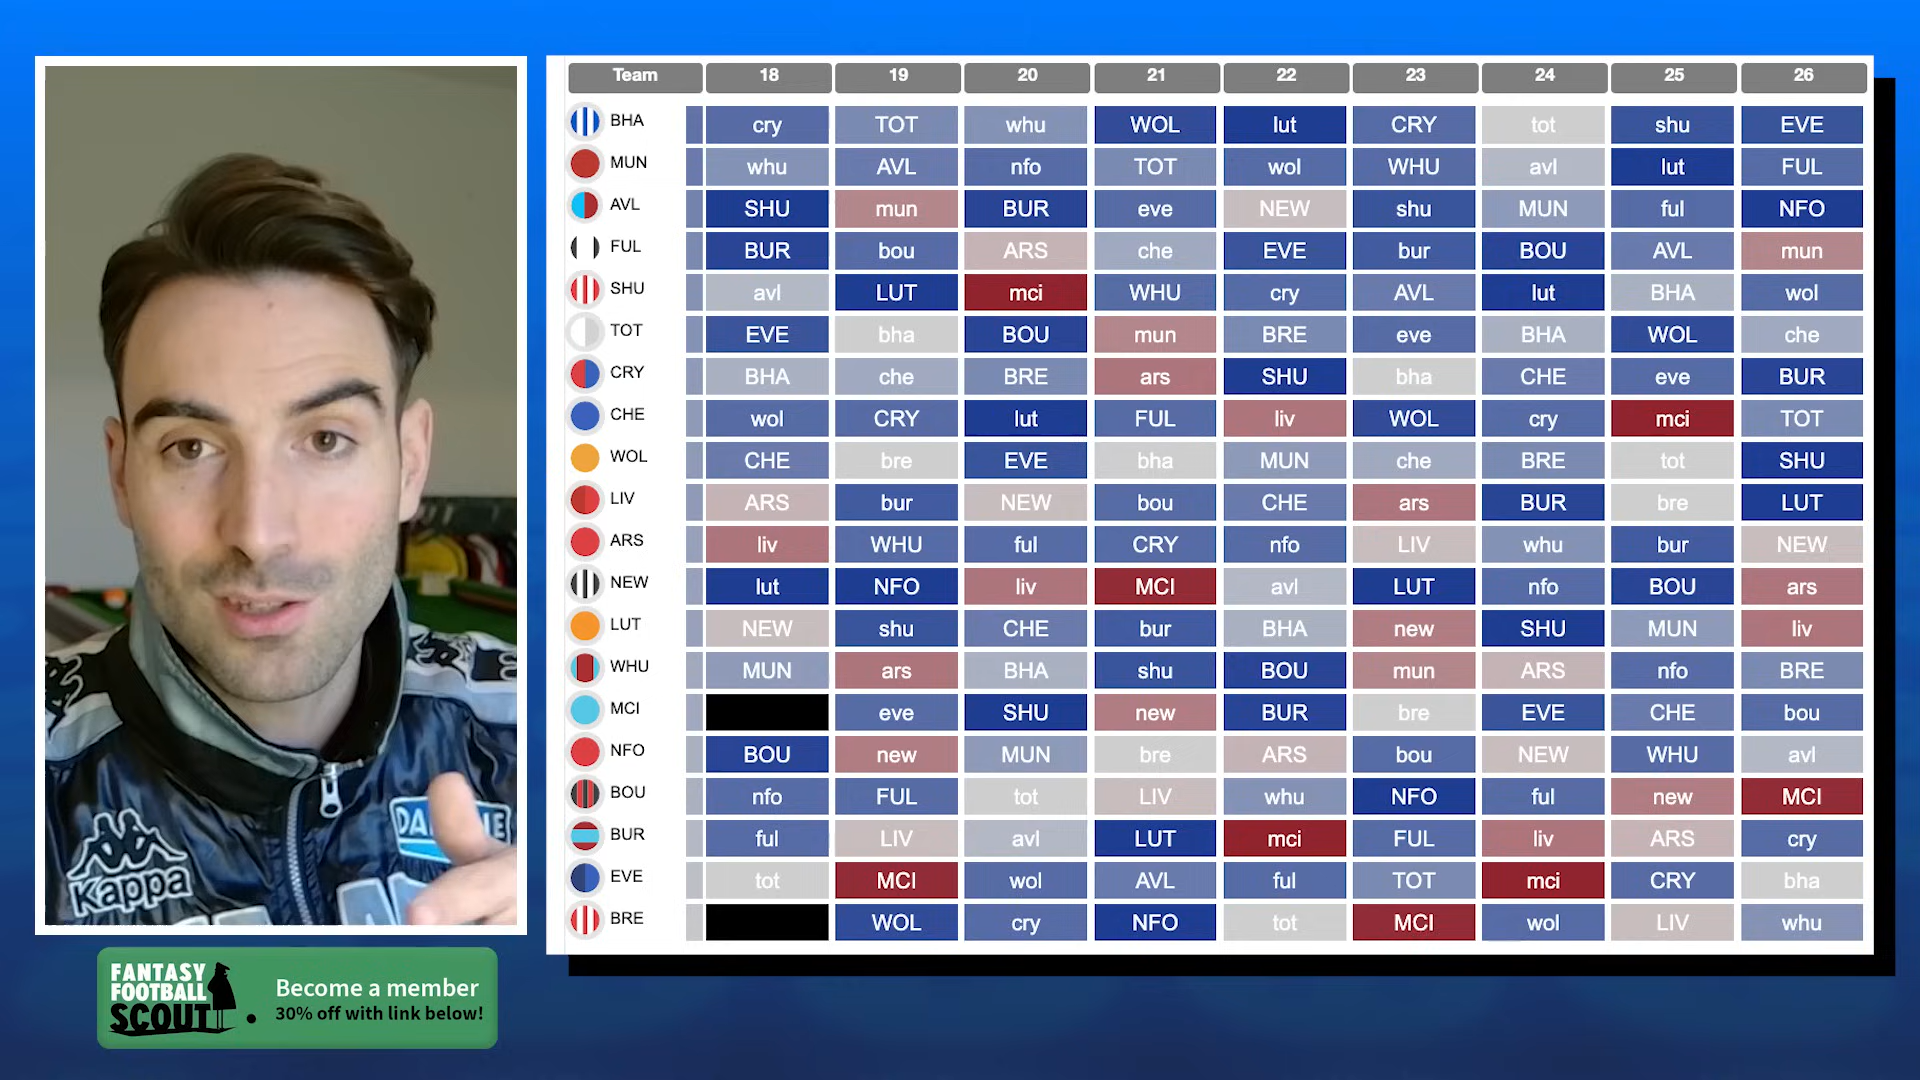 Team 18 19 20 21 22 23 24 25 26
BHA cry TOT whu WOL lut CRY tot shu EVE
MUN whu AVL nfo TOT wol WHU avl lut FUL
AVL SHU mun BUR eve NEW shu MUN ful NFO
FUL BUR bou ARS che EVE bur BOU AVL mun
SHU avl LUT mci WHU cry AVL lut BHA wol
TOT EVE bha BOU mun BRE eve BHA WOL che
CRY BHA che BRE ars SHU bha CHE eve BUR
CHE wol CRY lut FUL liv WOL cry mci TOT
WOL CHE bre EVE bha MUN che BRE tot SHU
LIV ARS bur NEW bou CHE ars BUR bre LUT
ARS liv WHU ful CRY nfo LIV whu bur NEW
NEW lut NFO liv MCI avl LUT nfo BOU ars
LUT NEW shu CHE bur BHA new SHU MUN liv
WHU MUN ars BHA shu BOU mun ARS nfo BRE
MCI eve SHU new BUR bre EVE CHE bou
NFO BOU new MUN bre ARS bou NEW WHU avl
BOU nfo FUL tot LIV whu NFO ful new MCI
BUR ful LIV avl LUT mci FUL liv ARS cry
EVE tot MCI wol AVL ful TOT mci CRY bha
BRE WOL cry NFO tot MCI wol LIV whu
Kappa
FANTASY
FOOTBALL
SCOUT
Become a member
30% off with link below!